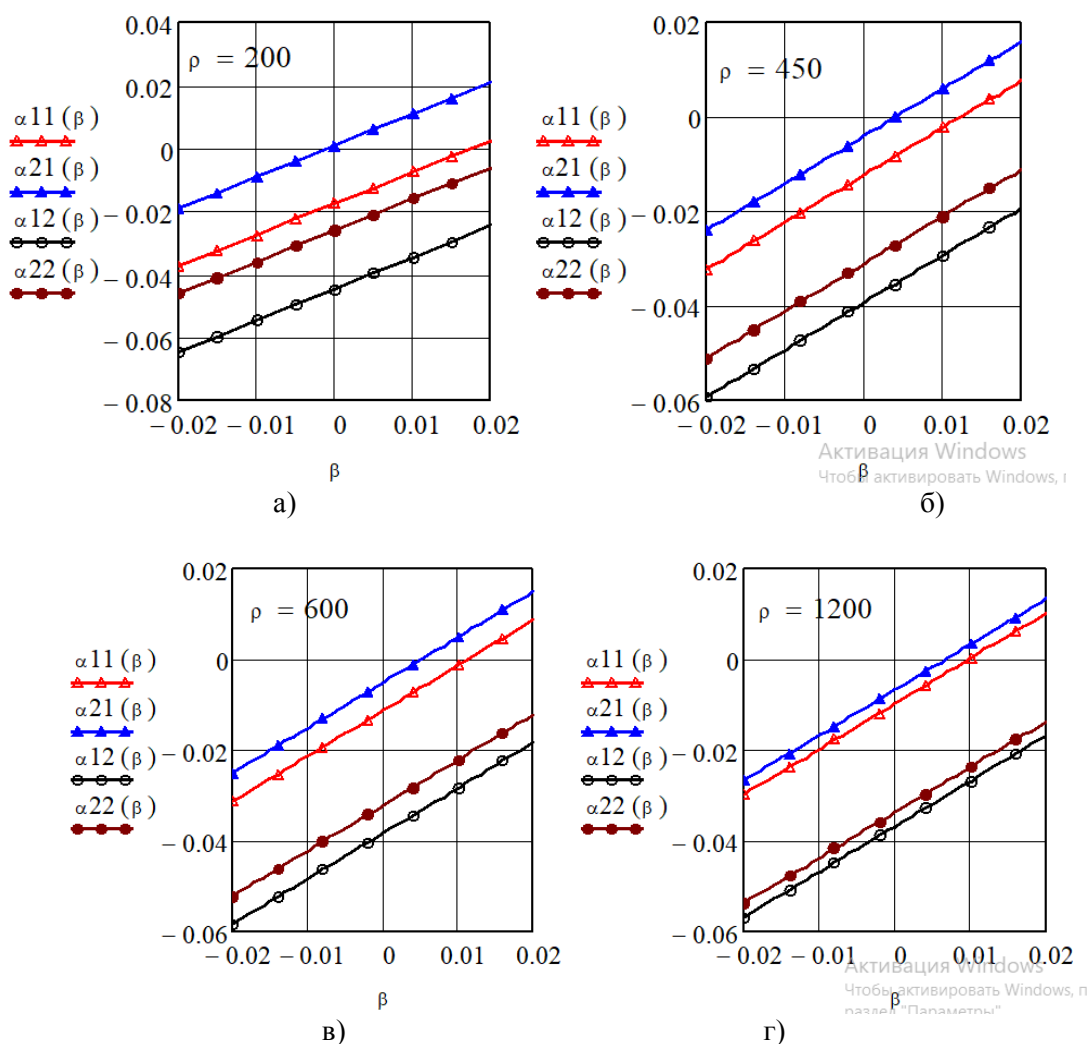 0.04
0.02
0
– 0.02
– 0.04
– 0.06
– 0.08
ρ = 200
α11 (β)
α21 (β)
α12 (β)
α22 (β)
– 0.02 – 0.01 0 0.01 0.02
β
а)
0.02
0
– 0.02
– 0.04
– 0.06
ρ = 450
α11 (β)
α21 (β)
α12 (β)
α22 (β)
– 0.02 – 0.01 0 0.01 0.02
β
Активация Windows
Чтобы активировать Windows,
б)
0.02
0
– 0.02
– 0.04
– 0.06
ρ = 600
α11 (β)
α21 (β)
α12 (β)
α22 (β)
– 0.02 – 0.01 0 0.01 0.02
β
в)
0.02
0
– 0.02
– 0.04
– 0.06
ρ = 1200
α11 (β)
α21 (β)
α12 (β)
α22 (β)
– 0.02 – 0.01 0 0.01 0.02
β
Активация Windows
Чтобы активировать Windows, п
раздел "Параметры"
г)